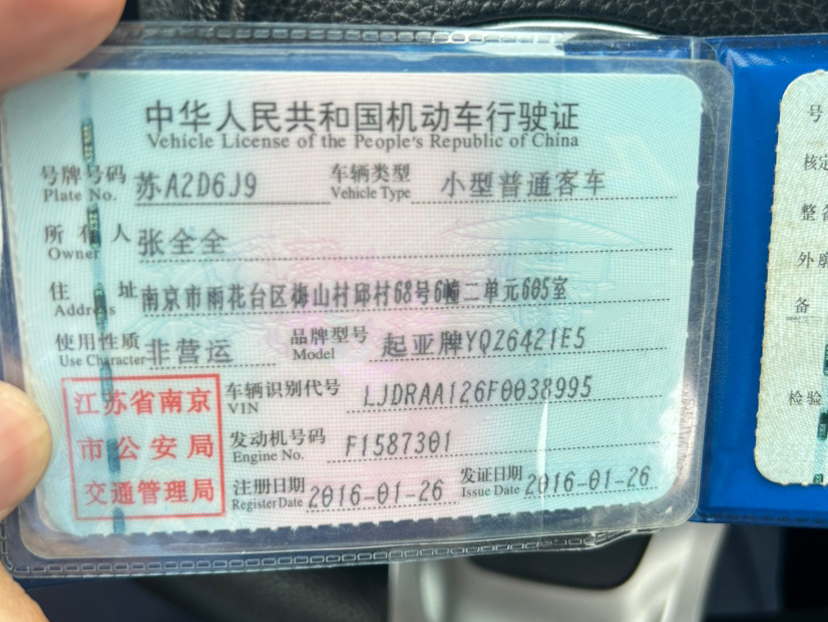 中华人民共和国机动车行驶证
Vehicle License of the People's Republic of China
号牌号码 苏A2D6J9 车辆类型 小型普通客车
Plate No. Vehicle Type
所有人 张全全
Owner
住址 南京市雨花台区梅山村邱村68号6幢二单元605室
Address
使用性质 非营运 品牌型号 起亚牌YQZ6421E5
Use Character Model
江苏省南京
市公安局
交通管理局
车辆识别代号 LJDRAA126F0038995
VIN
发动机号码 F1587301
Engine No.
注册日期 2016-01-26 发证日期 2016-01-26
Register Date Issue Date
号
核定
整备
外廓
备
检验